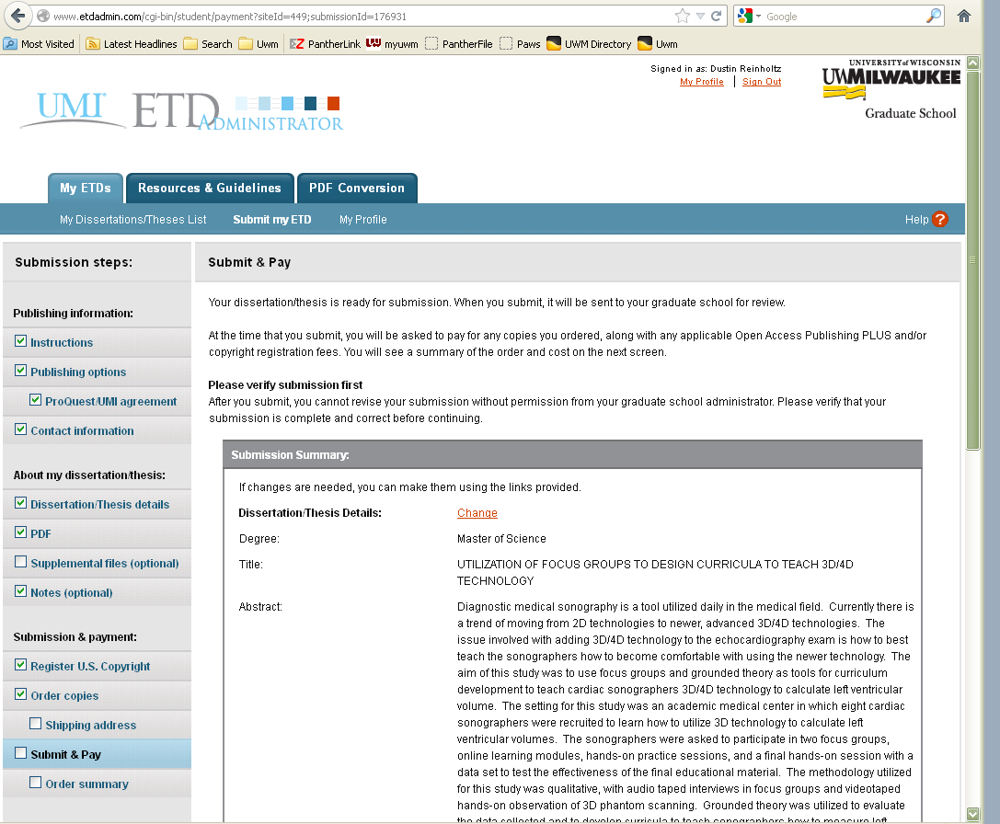 www.etdadmin.com/cgi-bin/student/payment?siteId=449;submissionId=176931
Google
Most Visited
Latest Headlines
Search
Uwm
PantherLink
myuwm
PantherFile
Paws
UWM Directory
Uwm
Signed in as: Dustin Reinholtz
My Profile | Sign Out
UNIVERSITY of WISCONSIN
UWMILWAUKEE
Graduate School
UMI ETD ADMINISTRATOR
My ETDs
Resources & Guidelines
PDF Conversion
My Dissertations/Theses List
Submit my ETD
My Profile
Help ?
Submission steps:
Publishing information:
Instructions
Publishing options
ProQuest/UMI agreement
Contact information
About my dissertation/thesis:
Dissertation/Thesis details
PDF
Supplemental files (optional)
Notes (optional)
Submission & payment:
Register U.S. Copyright
Order copies
Shipping address
Submit & Pay
Order summary
Submit & Pay
Your dissertation/thesis is ready for submission. When you submit, it will be sent to your graduate school for review.
At the time that you submit, you will be asked to pay for any copies you ordered, along with any applicable Open Access Publishing PLUS and/or
copyright registration fees. You will see a summary of the order and cost on the next screen.
Please verify submission first
After you submit, you cannot revise your submission without permission from your graduate school administrator. Please verify that your
submission is complete and correct before continuing.
Submission Summary:
If changes are needed, you can make them using the links provided.
Dissertation/Thesis Details: Change
Degree: Master of Science
Title: UTILIZATION OF FOCUS GROUPS TO DESIGN CURRICULA TO TEACH 3D/4D
TECHNOLOGY
Abstract: Diagnostic medical sonography is a tool utilized daily in the medical field. Currently there is
a trend of moving from 2D technologies to newer, advanced 3D/4D technologies. The
issue involved with adding 3D/4D technology to the echocardiography exam is how to best
teach the sonographers how to become comfortable with using the newer technology. The
aim of this study was to use focus groups and grounded theory as tools for curriculum
development to teach cardiac sonographers 3D/4D technology to calculate left ventricular
volume. The setting for this study was an academic medical center in which eight cardiac
sonographers were recruited to learn how to utilize 3D technology to calculate left
ventricular volumes. The sonographers were asked to participate in two focus groups,
online learning modules, hands-on practice sessions, and a final hands-on session with a
data set to test the effectiveness of the final educational material. The methodology utilized
for this study was qualitative, with audio taped interviews in focus groups and videotaped
hands-on observation of 3D phantom scanning. Grounded theory was utilized to evaluate
the data collected and to develop curricula to teach sonographers how to measure left